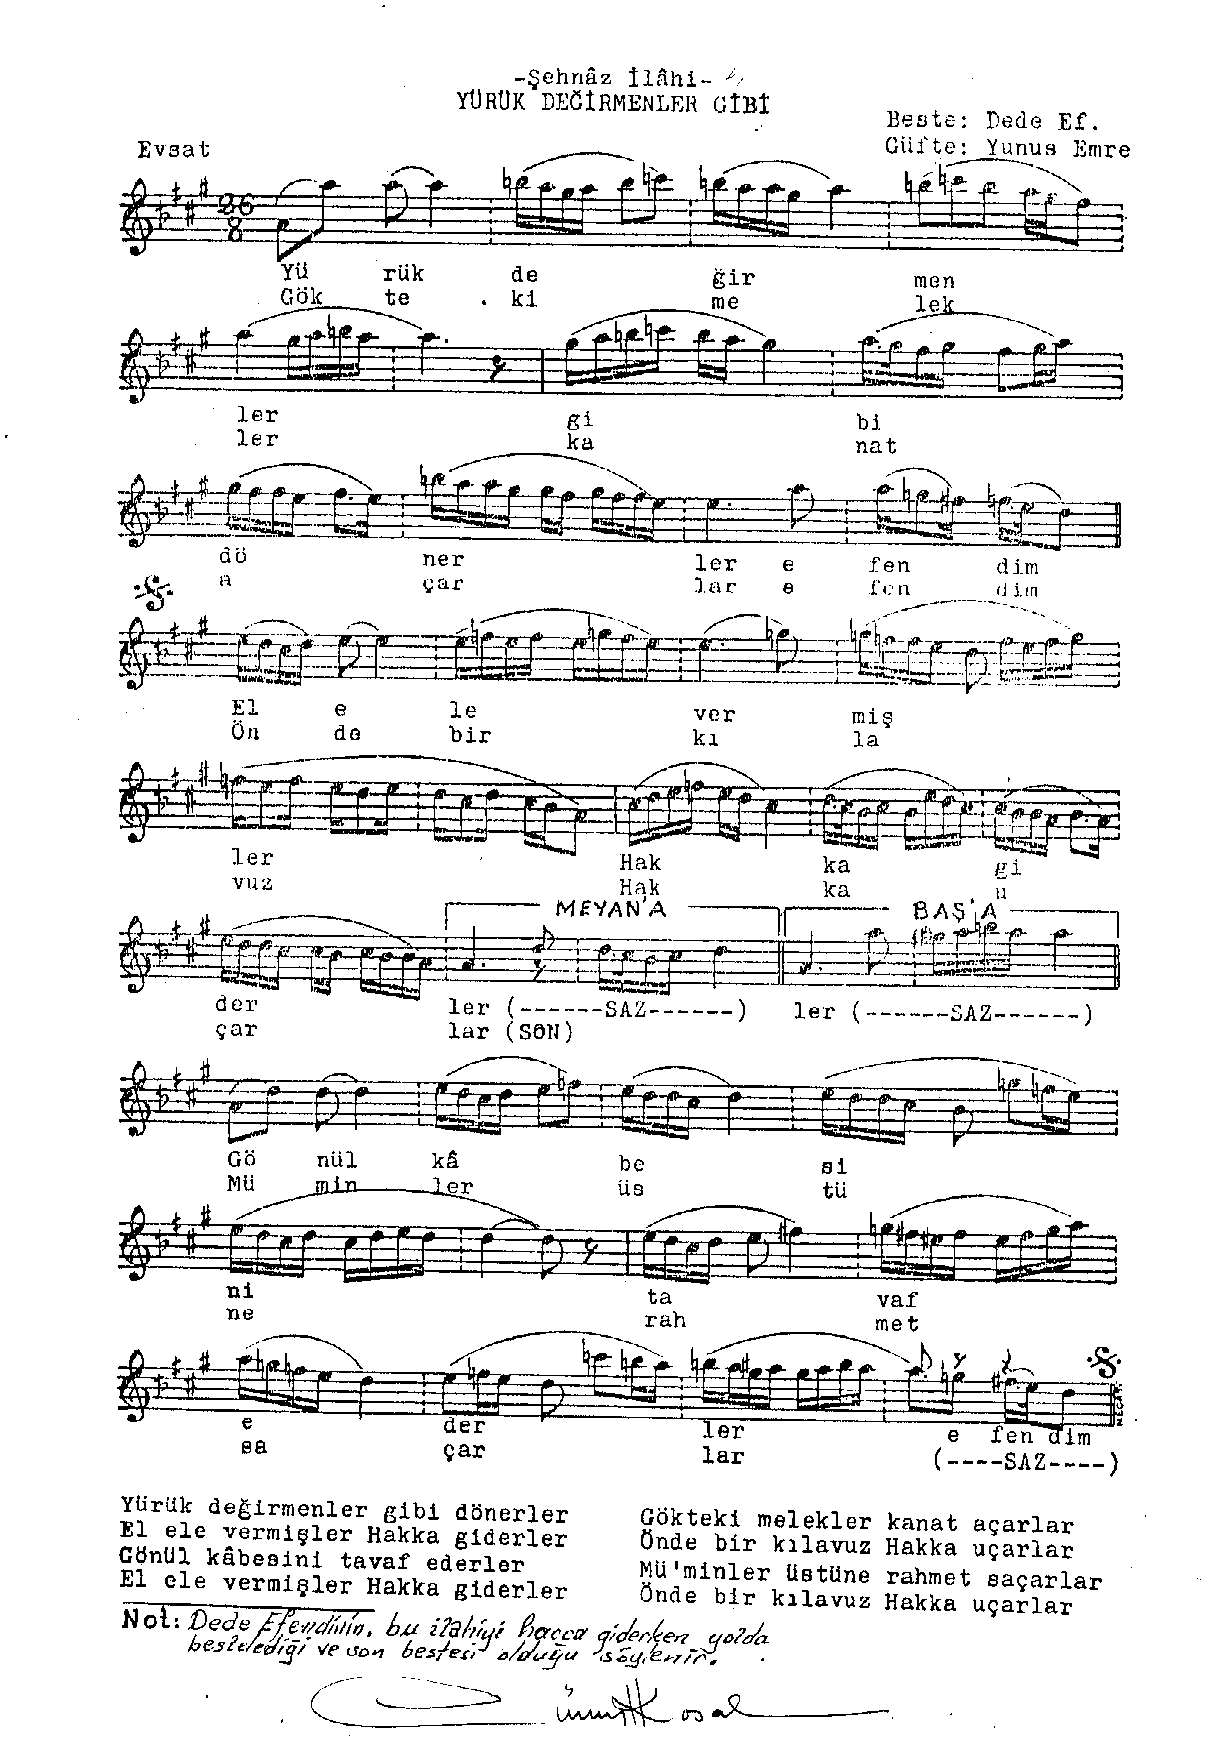 -Şehnâz İlâhi-
YÜRÜK DEĞİRMENLER GİBİ
Beste: Dede Ef.
Evsat
Güfte: Yunus Emre
26
8
Yü rük de ğir men
Gök te ki me lek
ler gi bi
ler ka nat
dö ner ler e fen dim
a çar lar e fen dim
El e le ver miş
Ön de bir kı la
ler Hak ka gi
vuz Hak ka u
MEYAN'A BAŞ'A
der ler (------SAZ------) ler (------SAZ------)
çar lar (SON)
Gö nül kâ be si
Mü min ler üs tü
ni ta vaf
ne rah met
e der ler e fen dim
sa çar lar (----SAZ----)
Yürük değirmenler gibi dönerler
El ele vermişler Hakka giderler
Gönül kâbesini tavaf ederler
El ele vermişler Hakka giderler
Gökteki melekler kanat açarlar
Önde bir kılavuz Hakka uçarlar
Mü'minler üstüne rahmet saçarlar
Önde bir kılavuz Hakka uçarlar
Not: Dede Efendinin, bu ilahiyi hacca giderken yolda
bestelediği ve son bestesi olduğu söylenir.